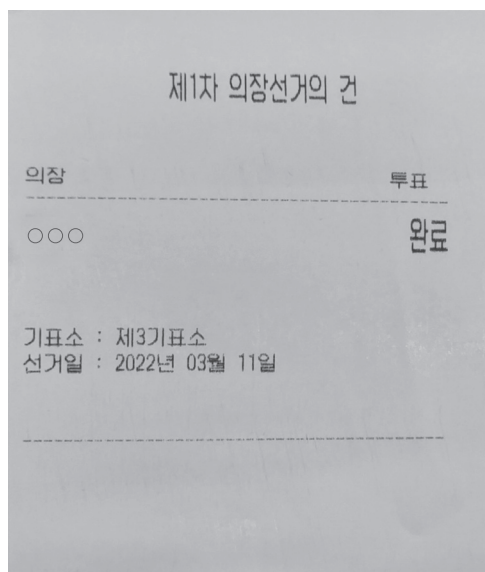 제1차 의장선거의 건
의장 투표
○○○ 완료
기표소 : 제3기표소
선거일 : 2022년 03월 11일